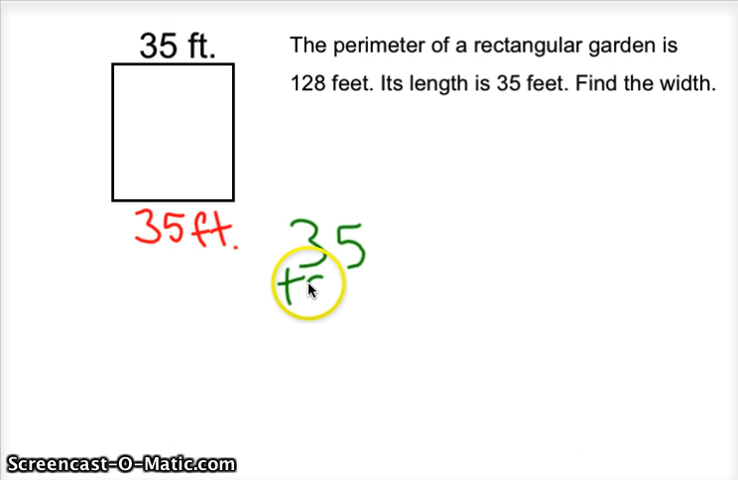 35 ft.
The perimeter of a rectangular garden is
128 feet. Its length is 35 feet. Find the width.
35ft.
35
+
Screencast-O-Matic.com